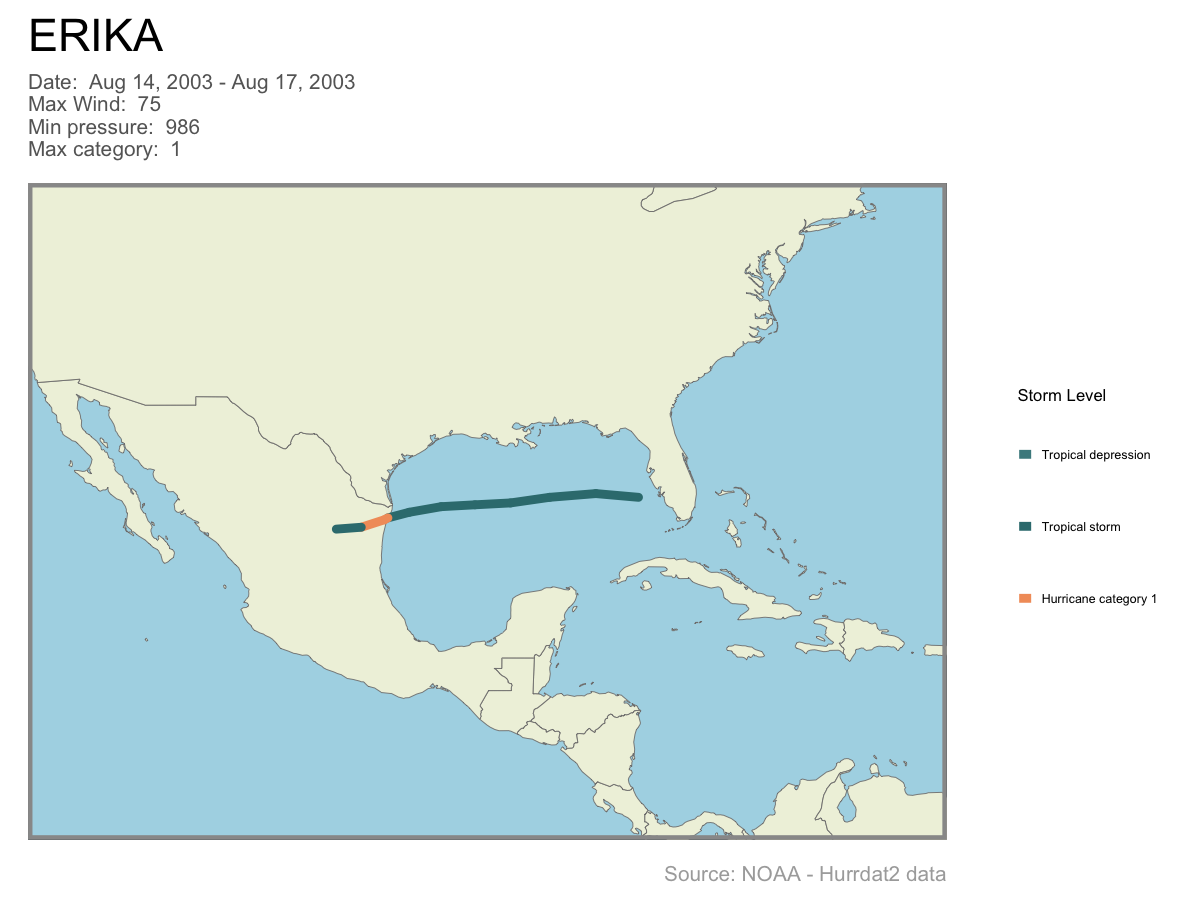 ERIKA
Date:  Aug 14, 2003 - Aug 17, 2003
Max Wind:  75
Min pressure:  986
Max category:  1
Storm Level
Tropical depression
Tropical storm
Hurricane category 1
Source: NOAA - Hurrdat2 data